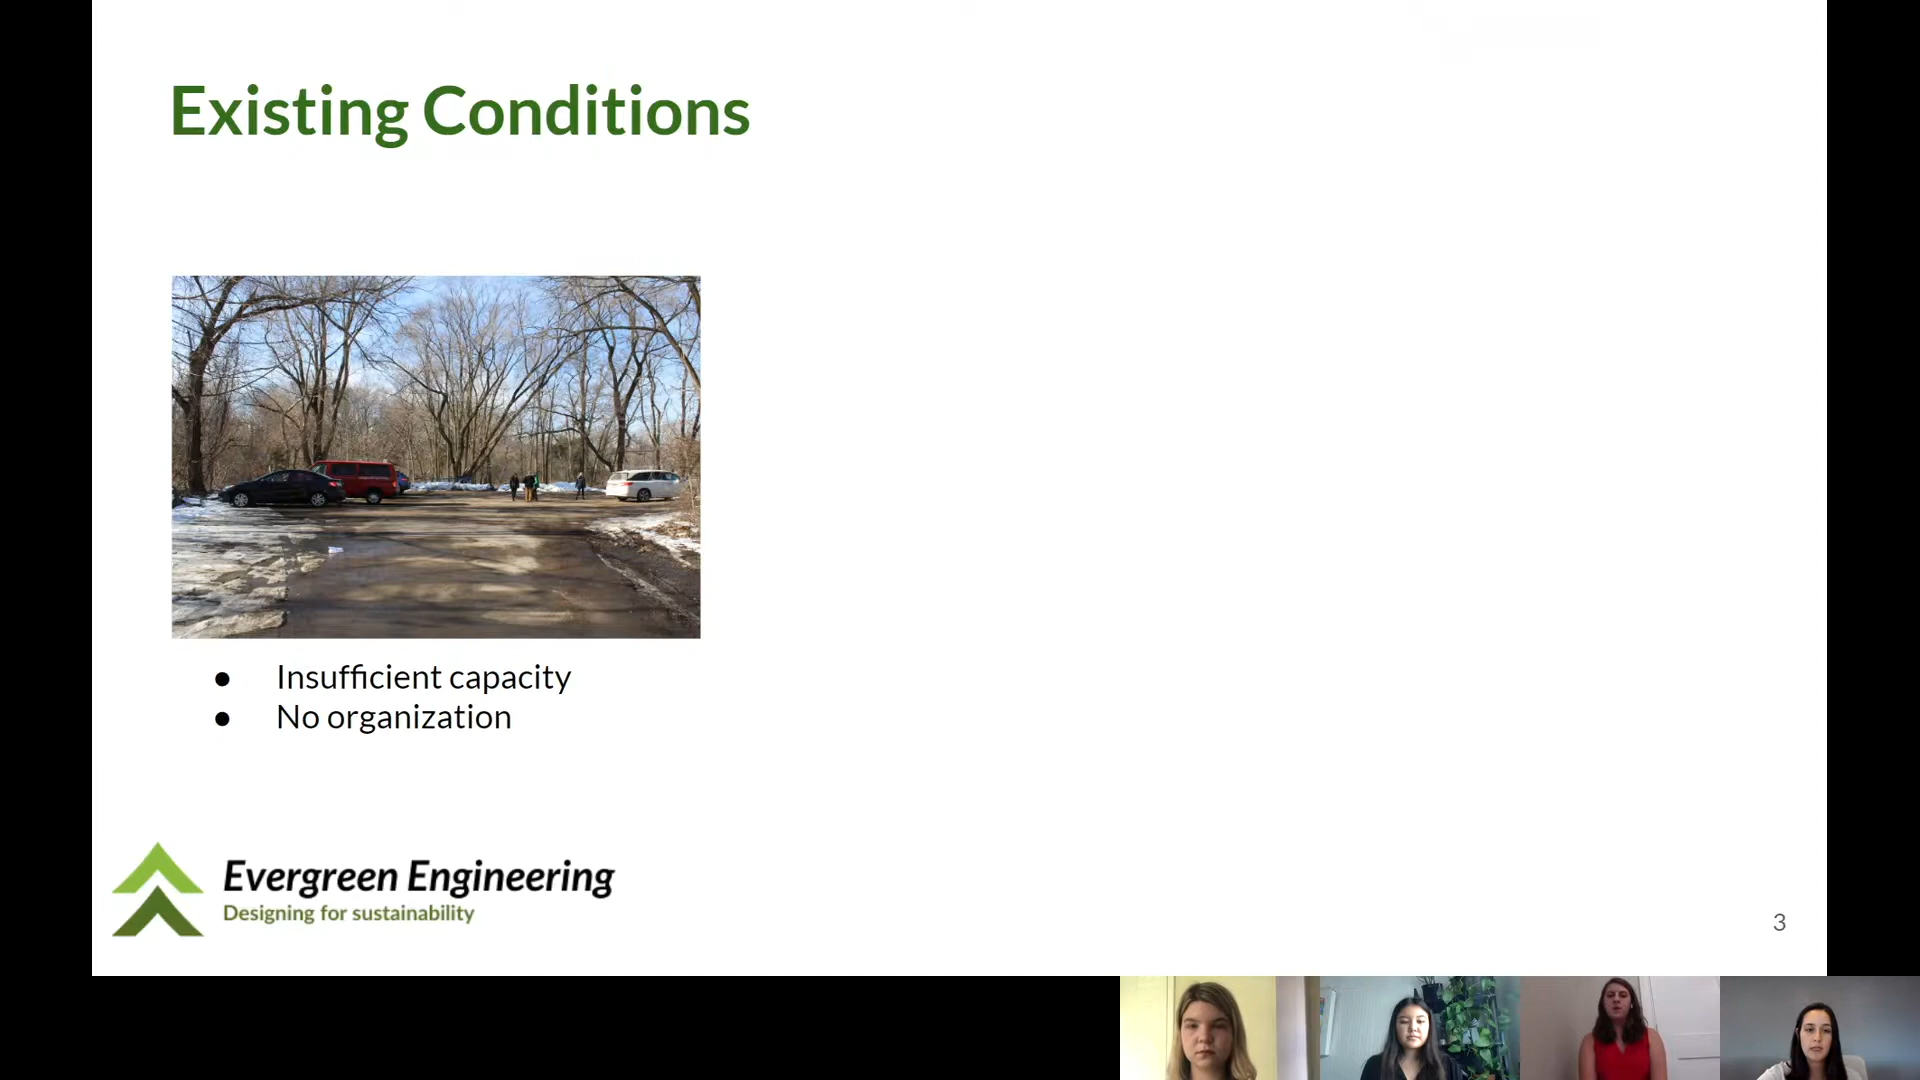 Existing Conditions
● Insufficient capacity
● No organization
Evergreen Engineering
Designing for sustainability
3